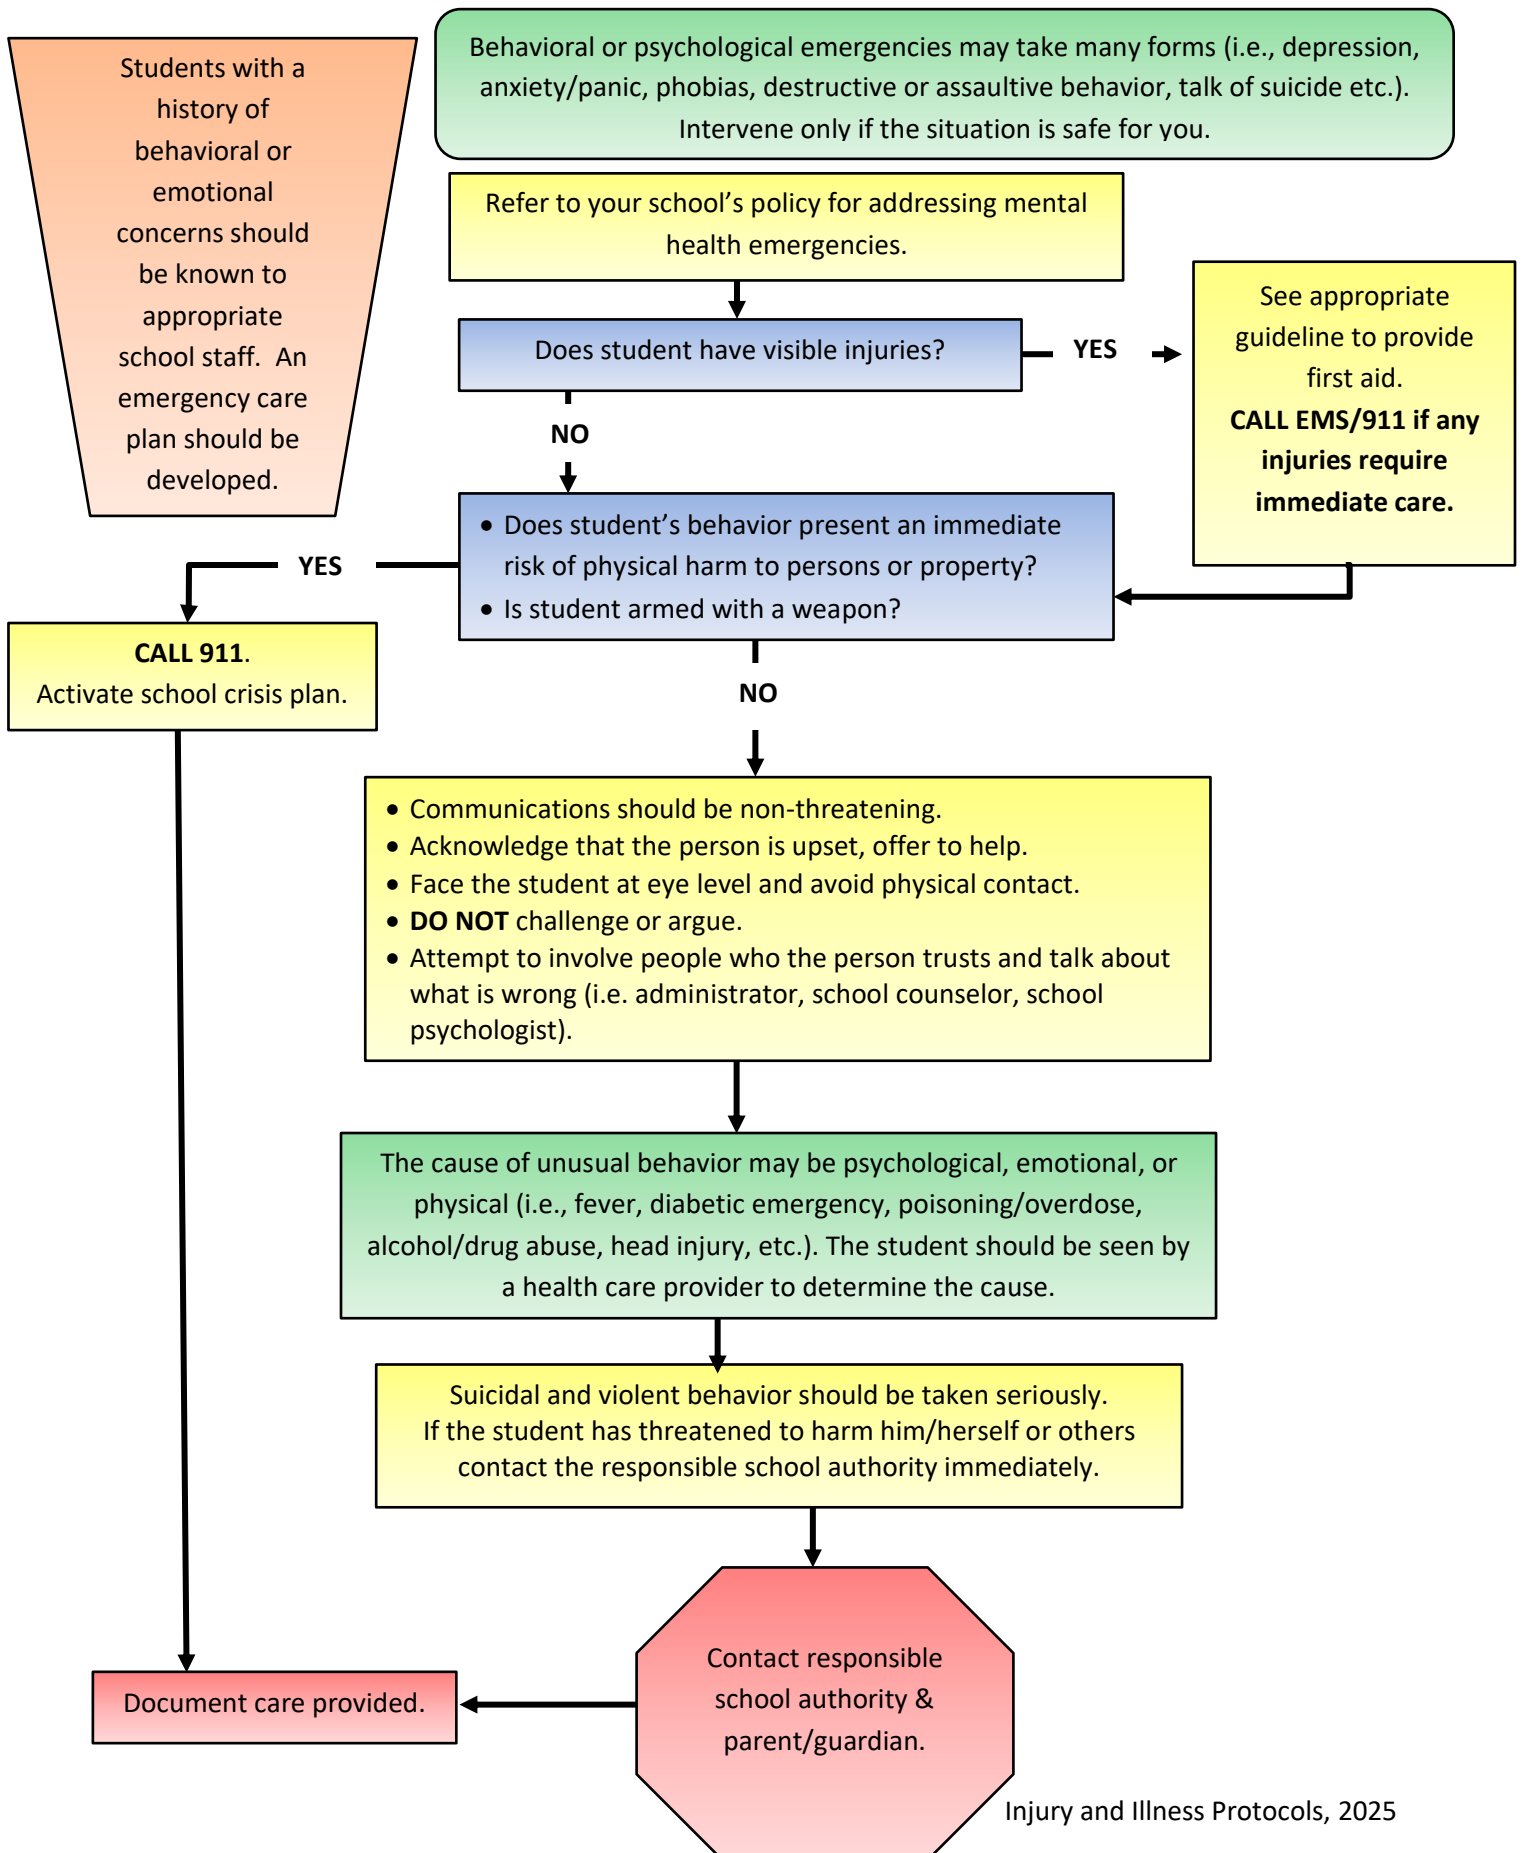 Students with a
history of
behavioral or
emotional
concerns should
be known to
appropriate
school staff.  An
emergency care
plan should be
developed.
Behavioral or psychological emergencies may take many forms (i.e., depression,
anxiety/panic, phobias, destructive or assaultive behavior, talk of suicide etc.).
Intervene only if the situation is safe for you.
Refer to your school’s policy for addressing mental
health emergencies.
Does student have visible injuries?
YES
See appropriate
guideline to provide
first aid.
CALL EMS/911 if any
injuries require
immediate care.
NO
• Does student’s behavior present an immediate
risk of physical harm to persons or property?
• Is student armed with a weapon?
YES
CALL 911.
Activate school crisis plan.
NO
• Communications should be non-threatening.
• Acknowledge that the person is upset, offer to help.
• Face the student at eye level and avoid physical contact.
• DO NOT challenge or argue.
• Attempt to involve people who the person trusts and talk about
what is wrong (i.e. administrator, school counselor, school
psychologist).
The cause of unusual behavior may be psychological, emotional, or
physical (i.e., fever, diabetic emergency, poisoning/overdose,
alcohol/drug abuse, head injury, etc.). The student should be seen by
a health care provider to determine the cause.
Suicidal and violent behavior should be taken seriously.
If the student has threatened to harm him/herself or others
contact the responsible school authority immediately.
Contact responsible
school authority &
parent/guardian.
Document care provided.
Injury and Illness Protocols, 2025